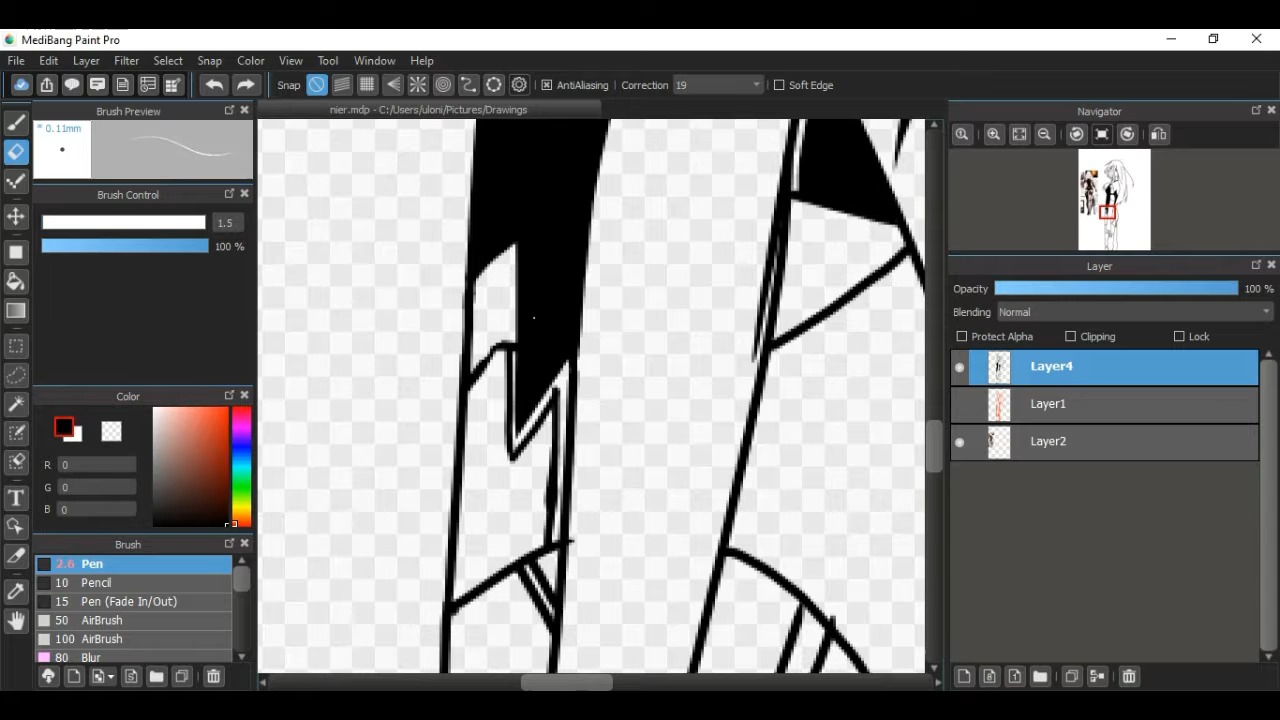 MediBang Paint Pro
File Edit Layer Filter Select Snap Color View Tool Window Help
Snap AntiAliasing Correction 19 Soft Edge
Brush Preview
nier.mdp - C:/Users/uloni/Pictures/Drawings
Navigator
* 0.11mm
Brush Control
1.5
100 %
Layer
Opacity 100 %
Blending Normal
Protect Alpha Clipping Lock
Layer4
Layer1
Layer2
Color
R 0
G 0
B 0
Brush
2.6 Pen
10 Pencil
15 Pen (Fade In/Out)
50 AirBrush
100 AirBrush
80 Blur